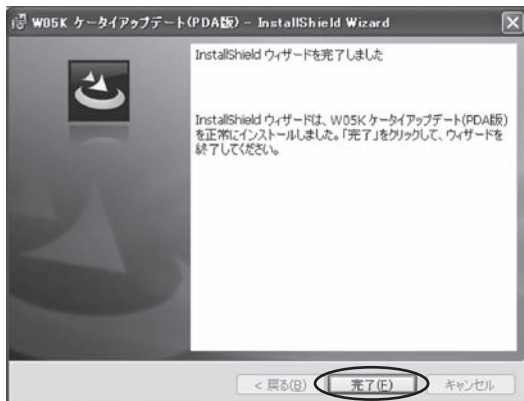 W05K ケータイアップデート(PDA版) - InstallShield Wizard
InstallShield ウィザードを完了しました
InstallShield ウィザードは、W05K ケータイアップデート(PDA版)
を正常にインストールしました。「完了」をクリックして、ウィザードを
終了してください。
< 戻る(B) 完了(F) キャンセル